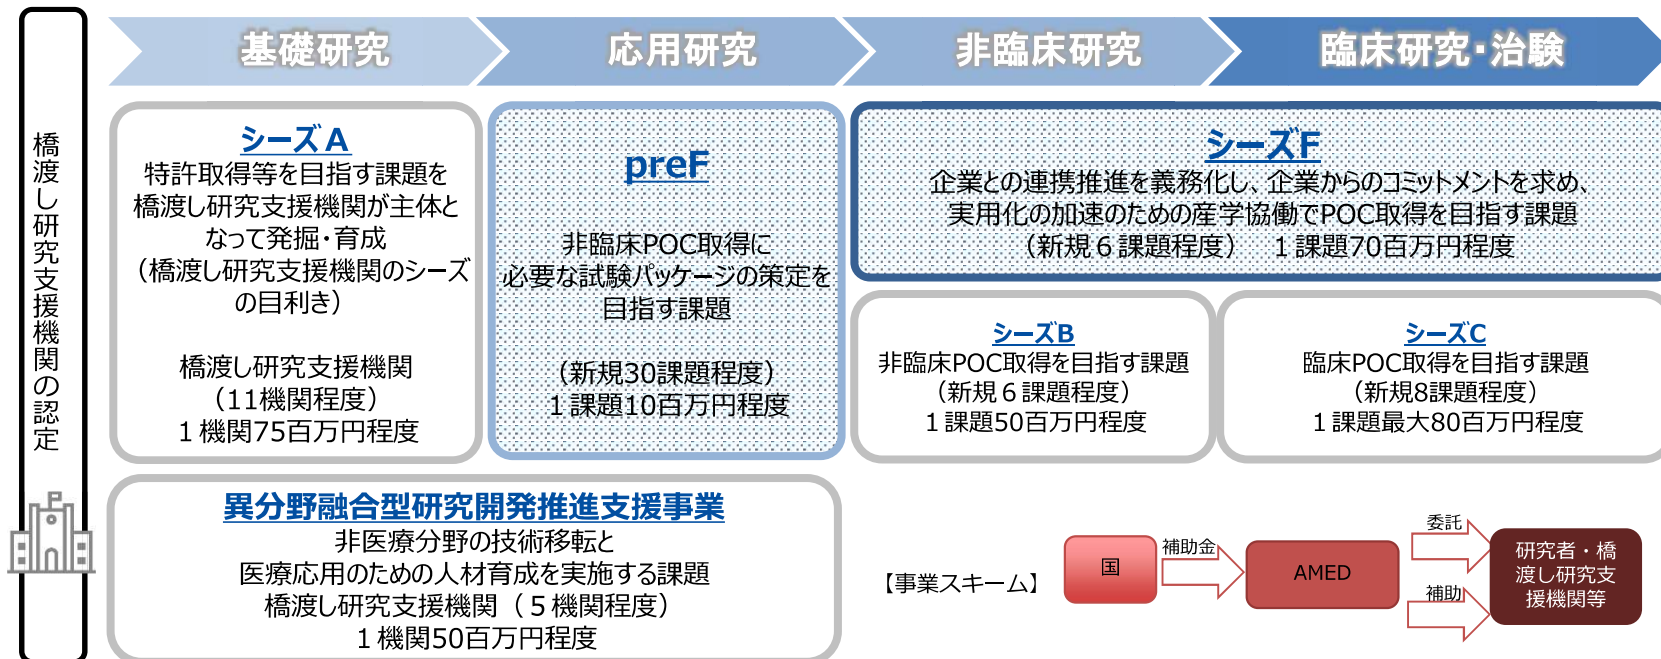 橋渡し研究支援機関の認定
基礎研究
応用研究
非臨床研究
臨床研究・治験
シーズA
特許取得等を目指す課題を
橋渡し研究支援機関が主体と
なって発掘・育成
（橋渡し研究支援機関のシーズ
の目利き）
橋渡し研究支援機関
（11機関程度）
１機関75百万円程度
preF
非臨床POC取得に
必要な試験パッケージの策定を
目指す課題
（新規30課題程度）
１課題10百万円程度
シーズF
企業との連携推進を義務化し、企業からのコミットメントを求め、
実用化の加速のための産学協働でPOC取得を目指す課題
（新規６課題程度）　１課題70百万円程度
シーズB
非臨床POC取得を目指す課題
（新規６課題程度）
１課題50百万円程度
シーズC
臨床POC取得を目指す課題
（新規8課題程度）
１課題最大80百万円程度
異分野融合型研究開発推進支援事業
非医療分野の技術移転と
医療応用のための人材育成を実施する課題
橋渡し研究支援機関（５機関程度）
１機関50百万円程度
【事業スキーム】
国
補助金
AMED
委託
補助
研究者・橋
渡し研究支
援機関等